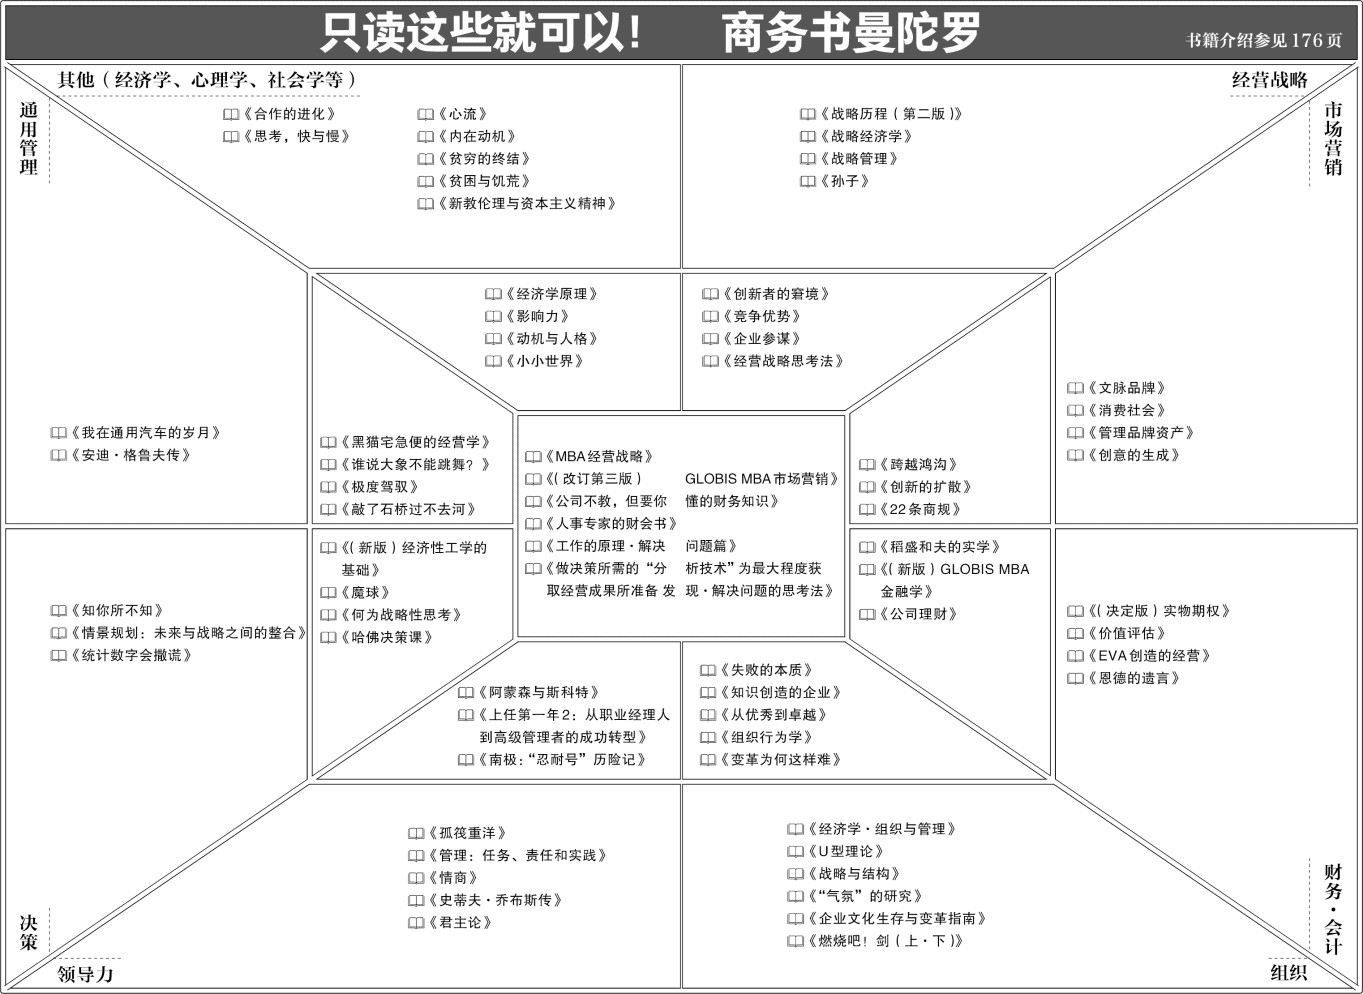 只读这些就可以！ 商务书曼陀罗
书籍介绍参见176页
其他（经济学、心理学、社会学等）
《合作的进化》
《思考，快与慢》
《心流》
《内在动机》
《贫穷的终结》
《贫困与饥荒》
《新教伦理与资本主义精神》
经营战略
《战略历程（第二版）》
《战略经济学》
《战略管理》
《孙子》
通用管理
《我在通用汽车的岁月》
《安迪·格鲁夫传》
市场营销
《文脉品牌》
《消费社会》
《管理品牌资产》
《创意的生成》
《经济学原理》
《影响力》
《动机与人格》
《小小世界》
《创新者的窘境》
《竞争优势》
《企业参谋》
《经营战略思考法》
《黑猫宅急便的经营学》
《谁说大象不能跳舞？》
《极度驾驭》
《敲了石桥过不去河》
《MBA经营战略》
《（改订第三版） GLOBIS MBA市场营销》
《公司不教，但要你 懂的财务知识》
《人事专家的财会书》
《工作的原理·解决 问题篇》
《做决策所需的“分 析技术”为最大程度获
取经营成果所准备 发 现·解决问题的思考法》
《跨越鸿沟》
《创新的扩散》
《22条商规》
《（新版）经济性工学的
基础》
《魔球》
《何为战略性思考》
《哈佛决策课》
《稻盛和夫的实学》
《（新版）GLOBIS MBA
金融学》
《公司理财》
决策
《知你所不知》
《情景规划：未来与战略之间的整合》
《统计数字会撒谎》
财务·会计
《（决定版）实物期权》
《价值评估》
《EVA创造的经营》
《恩德的遗言》
《阿蒙森与斯科特》
《上任第一年2：从职业经理人
到高级管理者的成功转型》
《南极：“忍耐号”历险记》
《失败的本质》
《知识创造的企业》
《从优秀到卓越》
《组织行为学》
《变革为何这样难》
领导力
《孤筏重洋》
《管理：任务、责任和实践》
《情商》
《史蒂夫·乔布斯传》
《君主论》
组织
《经济学·组织与管理》
《U型理论》
《战略与结构》
《“气氛”的研究》
《企业文化生存与变革指南》
《燃烧吧！剑（上·下）》